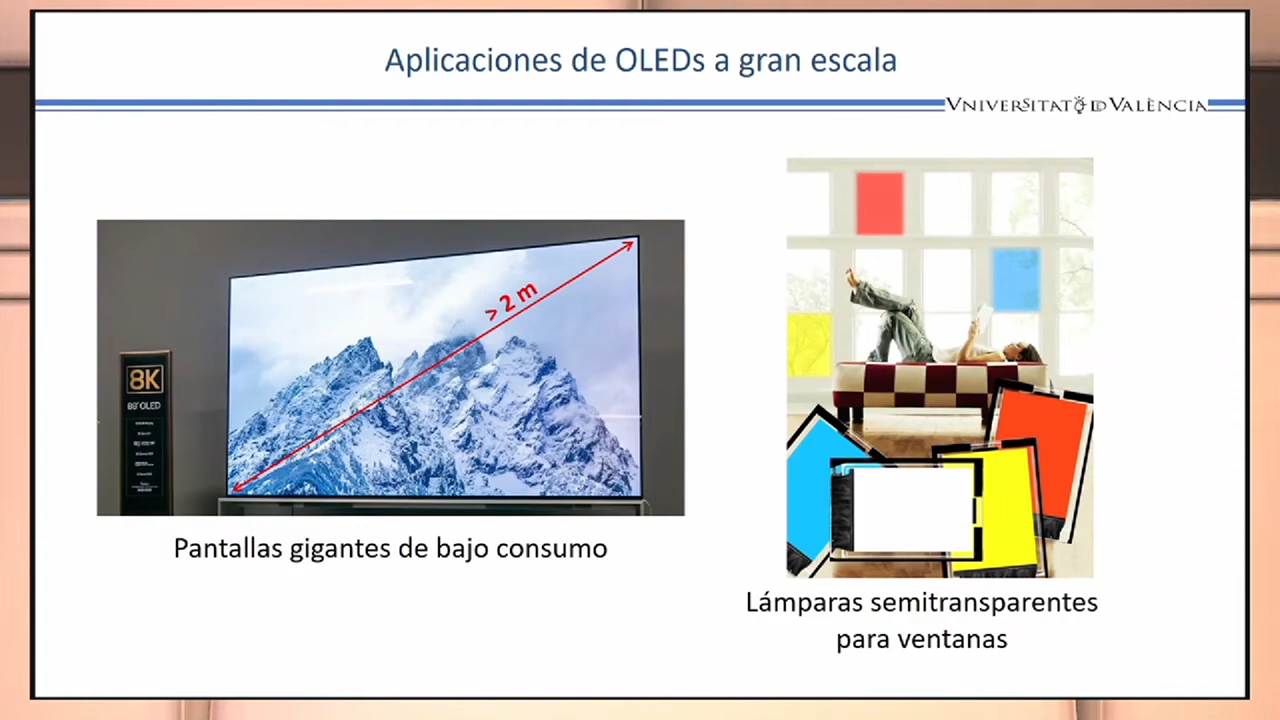 Aplicaciones de OLEDs a gran escala
VNIVERSITAT ID VALÈNCIA
> 2 m
8K
88" OLED
Pantallas gigantes de bajo consumo
Lámparas semitransparentes
para ventanas